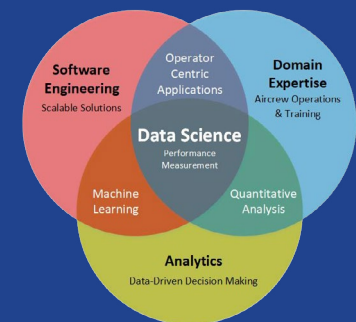 Software
Engineering
Scalable Solutions
Operator
Centric
Applications
Domain
Expertise
Aircrew Operations
& Training
Data Science
Performance
Measurement
Machine
Learning
Quantitative
Analysis
Analytics
Data-Driven Decision Making